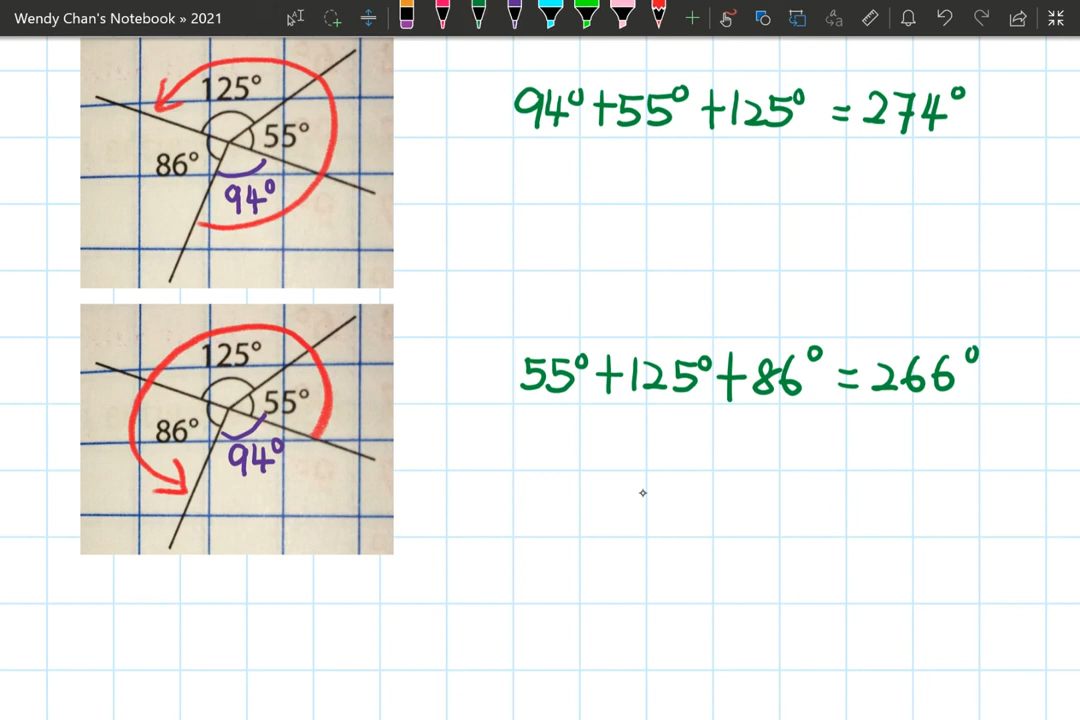 Wendy Chan's Notebook » 2021
125°
55°
86°
94°
94° + 55° + 125° = 274°
125°
55°
86°
94°
55° + 125° + 86° = 266°